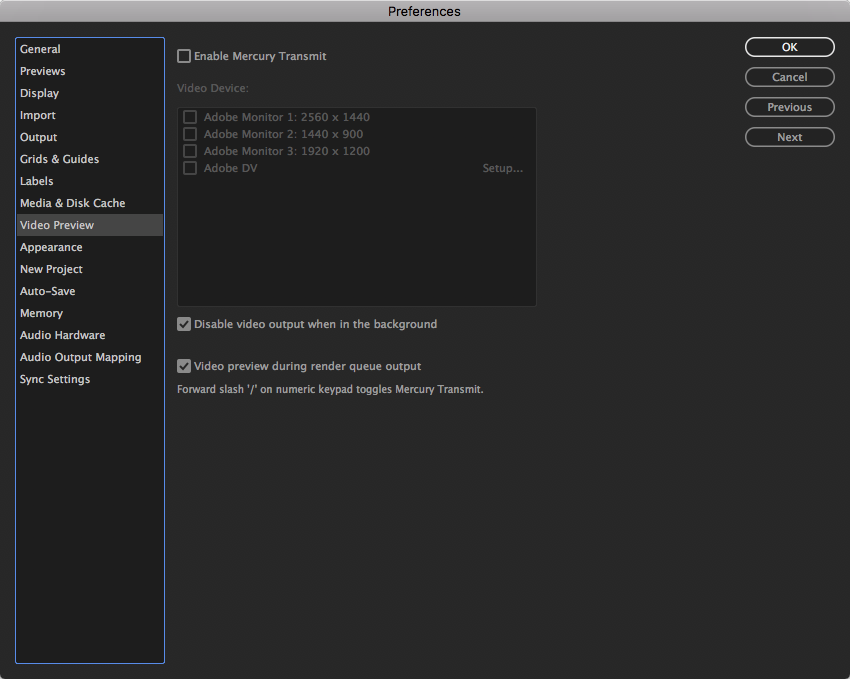 Preferences
General
Previews
Display
Import
Output
Grids & Guides
Labels
Media & Disk Cache
Video Preview
Appearance
New Project
Auto-Save
Memory
Audio Hardware
Audio Output Mapping
Sync Settings
Enable Mercury Transmit
Video Device:
Adobe Monitor 1: 2560 x 1440
Adobe Monitor 2: 1440 x 900
Adobe Monitor 3: 1920 x 1200
Adobe DV Setup...
Disable video output when in the background
Video preview during render queue output
Forward slash '/' on numeric keypad toggles Mercury Transmit.
OK
Cancel
Previous
Next